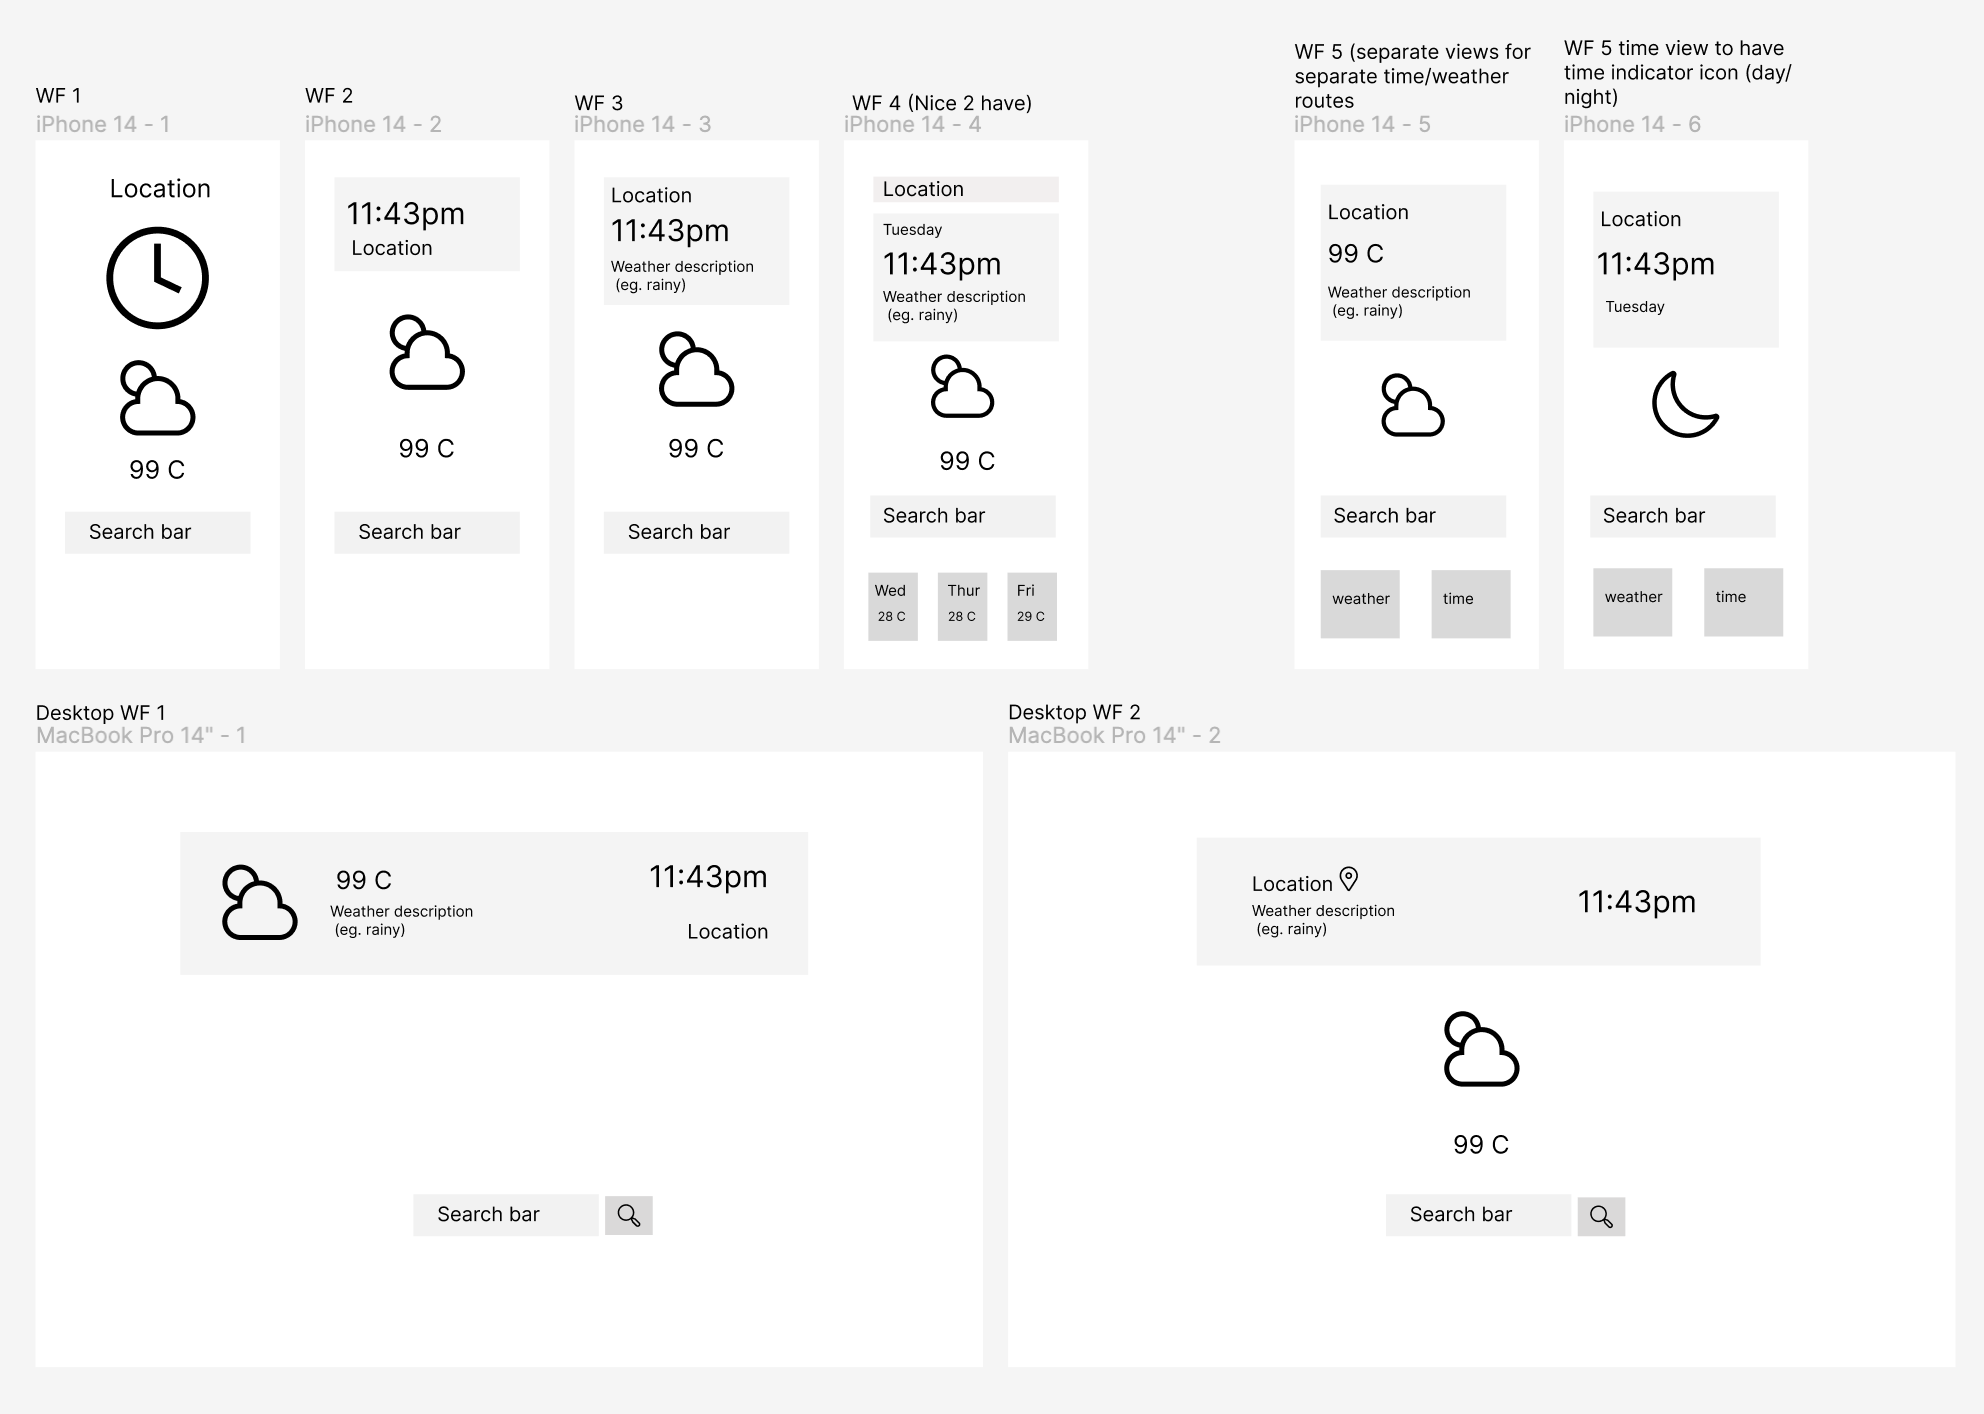 WF 1
iPhone 14 - 1
Location
99 C
Search bar
WF 2
iPhone 14 - 2
11:43pm
Location
99 C
Search bar
WF 3
iPhone 14 - 3
Location
11:43pm
Weather description
(eg. rainy)
99 C
Search bar
WF 4 (Nice 2 have)
iPhone 14 - 4
Location
Tuesday
11:43pm
Weather description
(eg. rainy)
99 C
Search bar
Wed
28 C
Thur
28 C
Fri
29 C
WF 5 (separate views for
separate time/weather
routes
iPhone 14 - 5
Location
99 C
Weather description
(eg. rainy)
Search bar
weather
time
WF 5 time view to have
time indicator icon (day/
night)
iPhone 14 - 6
Location
11:43pm
Tuesday
Search bar
weather
time
Desktop WF 1
MacBook Pro 14" - 1
99 C
Weather description
(eg. rainy)
11:43pm
Location
Search bar
Desktop WF 2
MacBook Pro 14" - 2
Location
Weather description
(eg. rainy)
11:43pm
99 C
Search bar